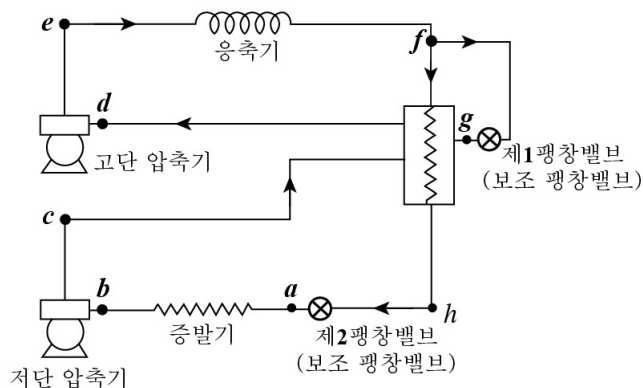 e
응축기
f
d
g
고단 압축기
제1팽창밸브
(보조 팽창밸브)
c
b
a
h
증발기
제2팽창밸브
(보조 팽창밸브)
저단 압축기